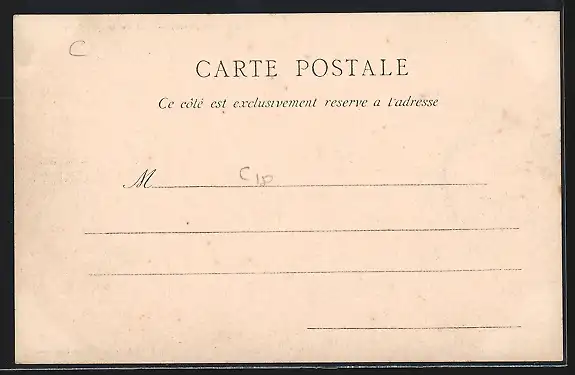 C
CARTE POSTALE
Ce côté est exclusivement reserve a l'adresse
M